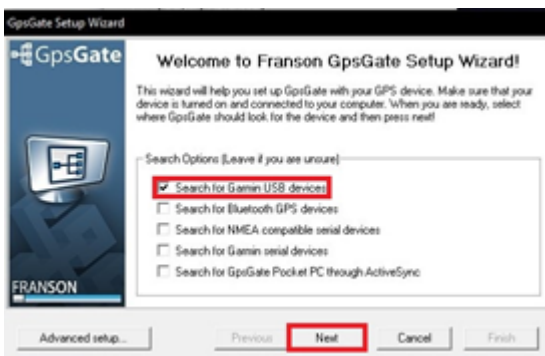 GpsGate Setup Wizard
GpsGate
Welcome to Franson GpsGate Setup Wizard!
This wizard will help you set up GpsGate with your GPS device. Make sure that your
device is turned on and connected to your computer. When you are ready, select
where GpsGate should look for the device and then press next!
Search Options (Leave if you are unsure)
Search for Garmin USB devices
Search for Bluetooth GPS devices
Search for NMEA compatible serial devices
Search for Garmin serial devices
Search for GpsGate Pocket PC through ActiveSync
FRANSON
Advanced setup...
Previous
Next
Cancel
Finish